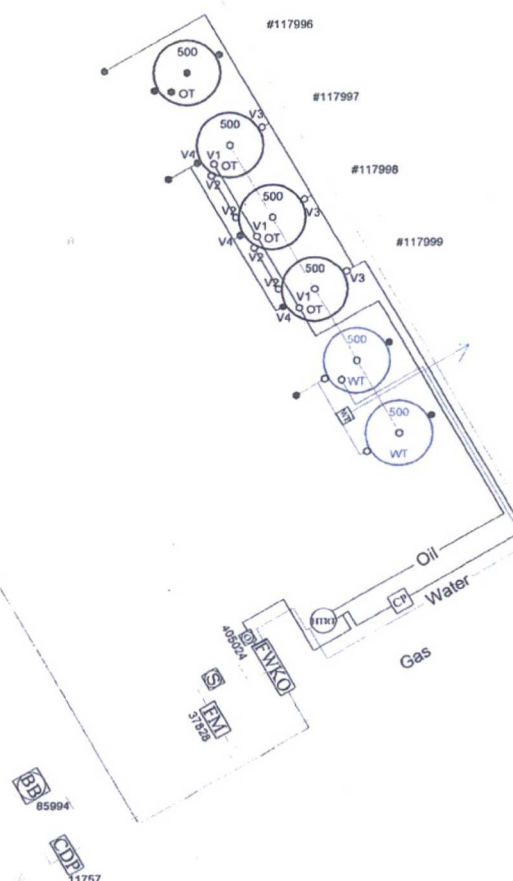 #117996
500
OT
#117997
V3
500
V4
V1
OT
V2
#117998
500
V3
V2
V1
OT
V4
V2
#117999
500
V3
V2
V1
OT
V4
500
WT
500
WT
Oil
CP
Water
HTRT
Gas
405024
FWKO
S
FM
37828
BB
85994
CDP
11757